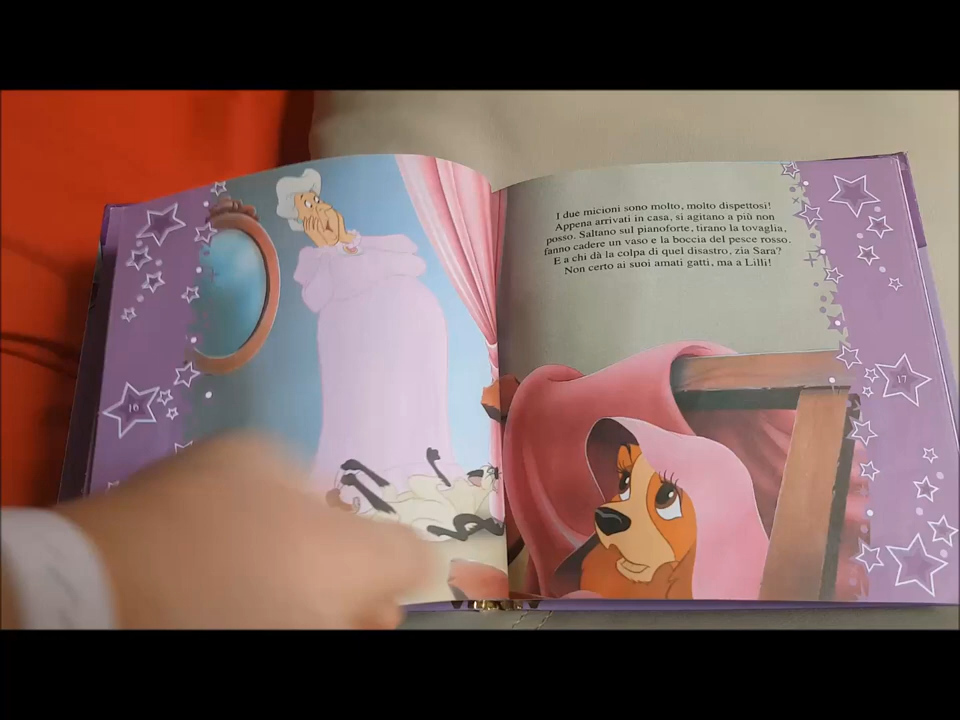 I due micioni sono molto, molto dispettosi!
Appena arrivati in casa, si agitano a più non
posso. Saltano sul pianoforte, tirano la tovaglia,
fanno cadere un vaso e la boccia del pesce rosso.
E a chi dà la colpa di quel disastro, zia Sara?
Non certo ai suoi amati gatti, ma a Lilli!
16
17